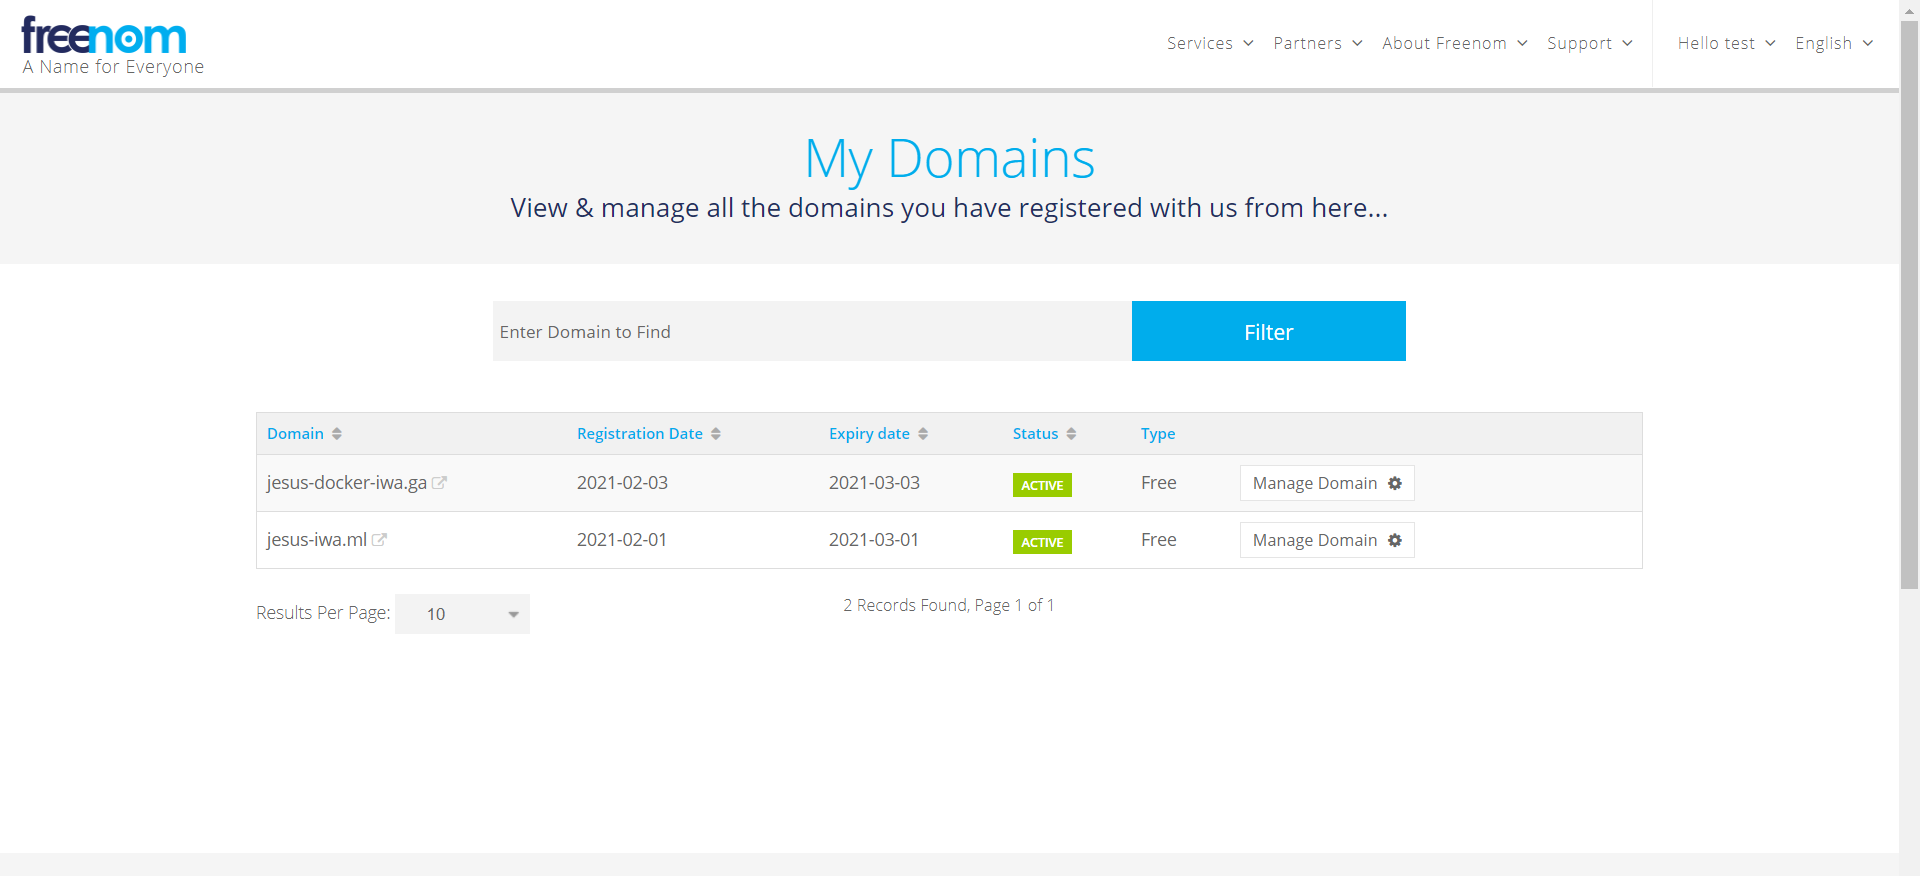 freenom
A Name for Everyone
Services Partners About Freenom Support Hello test English
My Domains
View & manage all the domains you have registered with us from here...
Enter Domain to Find Filter
Domain Registration Date Expiry date Status Type
jesus-docker-iwa.ga 2021-02-03 2021-03-03 ACTIVE Free Manage Domain
jesus-iwa.ml 2021-02-01 2021-03-01 ACTIVE Free Manage Domain
Results Per Page: 10 2 Records Found, Page 1 of 1